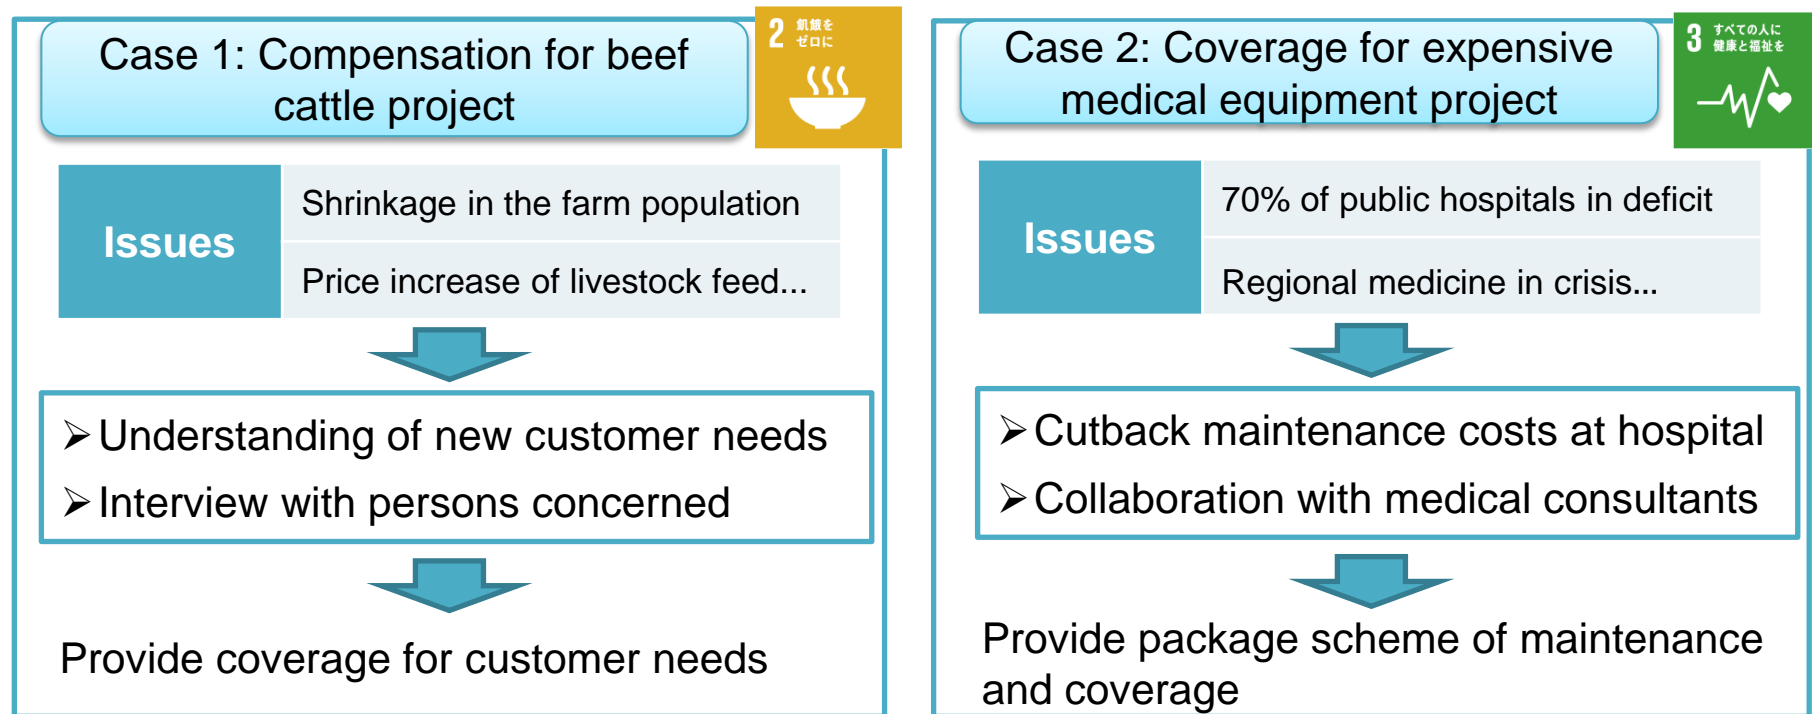 Case 1: Compensation for beef
cattle project
2 飢餓を
ゼロに
Issues
Shrinkage in the farm population
Price increase of livestock feed...
➢Understanding of new customer needs
➢Interview with persons concerned
Provide coverage for customer needs
Case 2: Coverage for expensive
medical equipment project
3 すべての人に
健康と福祉を
Issues
70% of public hospitals in deficit
Regional medicine in crisis...
➢Cutback maintenance costs at hospital
➢Collaboration with medical consultants
Provide package scheme of maintenance
and coverage